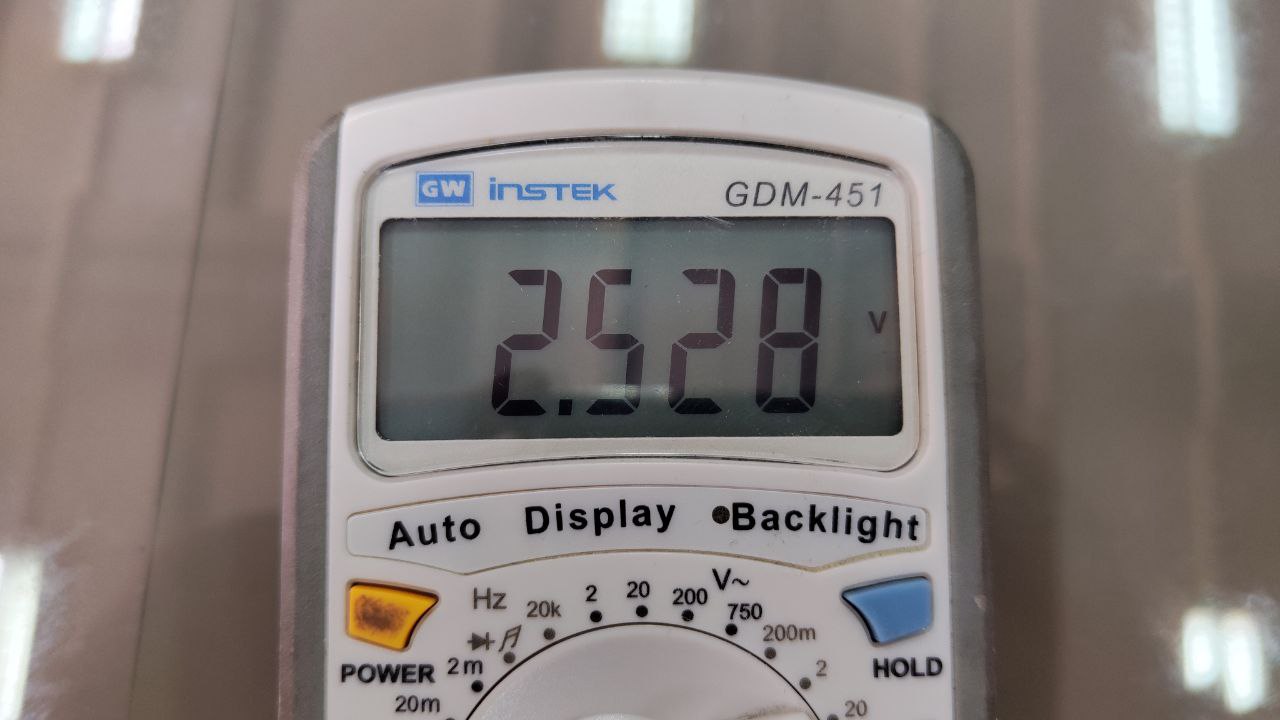 GW INSTEK GDM-451
2.528 V
Auto Display Backlight
Hz 20k 2 20 200 V~ 750 200m 2 20
2m 20m
POWER HOLD